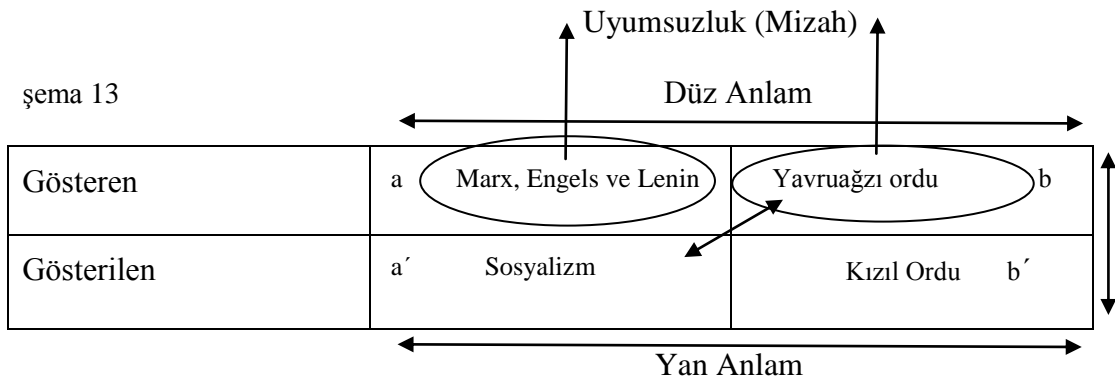 Uyumsuzluk (Mizah)
şema 13
Düz Anlam
Gösteren a Marx, Engels ve Lenin Yavruağzı ordu b
Gösterilen a´ Sosyalizm Kızıl Ordu b´
Yan Anlam